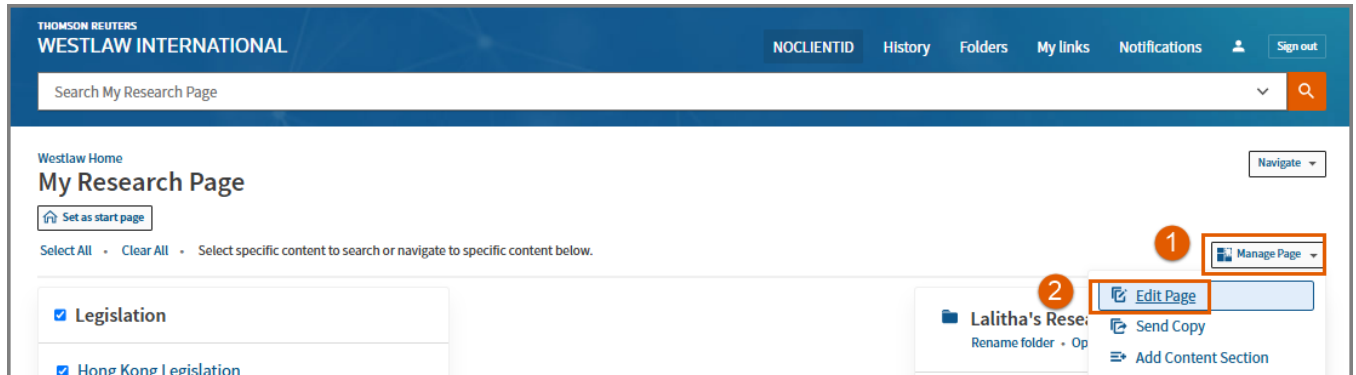 THOMSON REUTERS
WESTLAW INTERNATIONAL
NOCLIENTID History Folders My links Notifications Sign out
Search My Research Page
Westlaw Home
Navigate
My Research Page
Set as start page
Select All • Clear All • Select specific content to search or navigate to specific content below.
1
Manage Page
2
Edit Page
Legislation
Lalitha's
Send Copy
Rename folder •
Add Content Section
Hong Kong Legislation